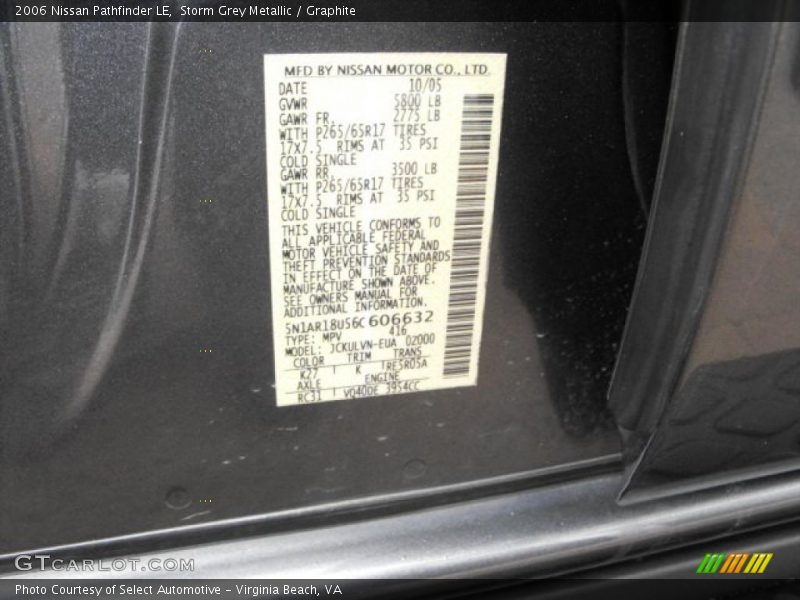 2006 Nissan Pathfinder LE,  Storm Grey Metallic / Graphite
MFD BY NISSAN MOTOR CO., LTD.
DATE 10/05
GVWR 5800 LB
GAWR FR. 2775 LB
WITH P265/65R17 TIRES
17x7.5 RIMS AT 35 PSI
COLD SINGLE
GAWR RR. 3500 LB
WITH P265/65R17 TIRES
17x7.5 RIMS AT 35 PSI
COLD SINGLE
THIS VEHICLE CONFORMS TO
ALL APPLICABLE FEDERAL
MOTOR VEHICLE SAFETY AND
THEFT PREVENTION STANDARDS
IN EFFECT ON THE DATE OF
MANUFACTURE SHOWN ABOVE.
SEE OWNERS MANUAL FOR
ADDITIONAL INFORMATION.
5N1AR18U56C606632
TYPE: MPV 416
MODEL: JCKULVN-EUA 02000
COLOR TRIM TRANS
K27 K TRE5R05A
AXLE ENGINE
RC31 VQ40DE 3954CC
GTCARLOT.COM
Photo Courtesy of Select Automotive - Virginia Beach, VA